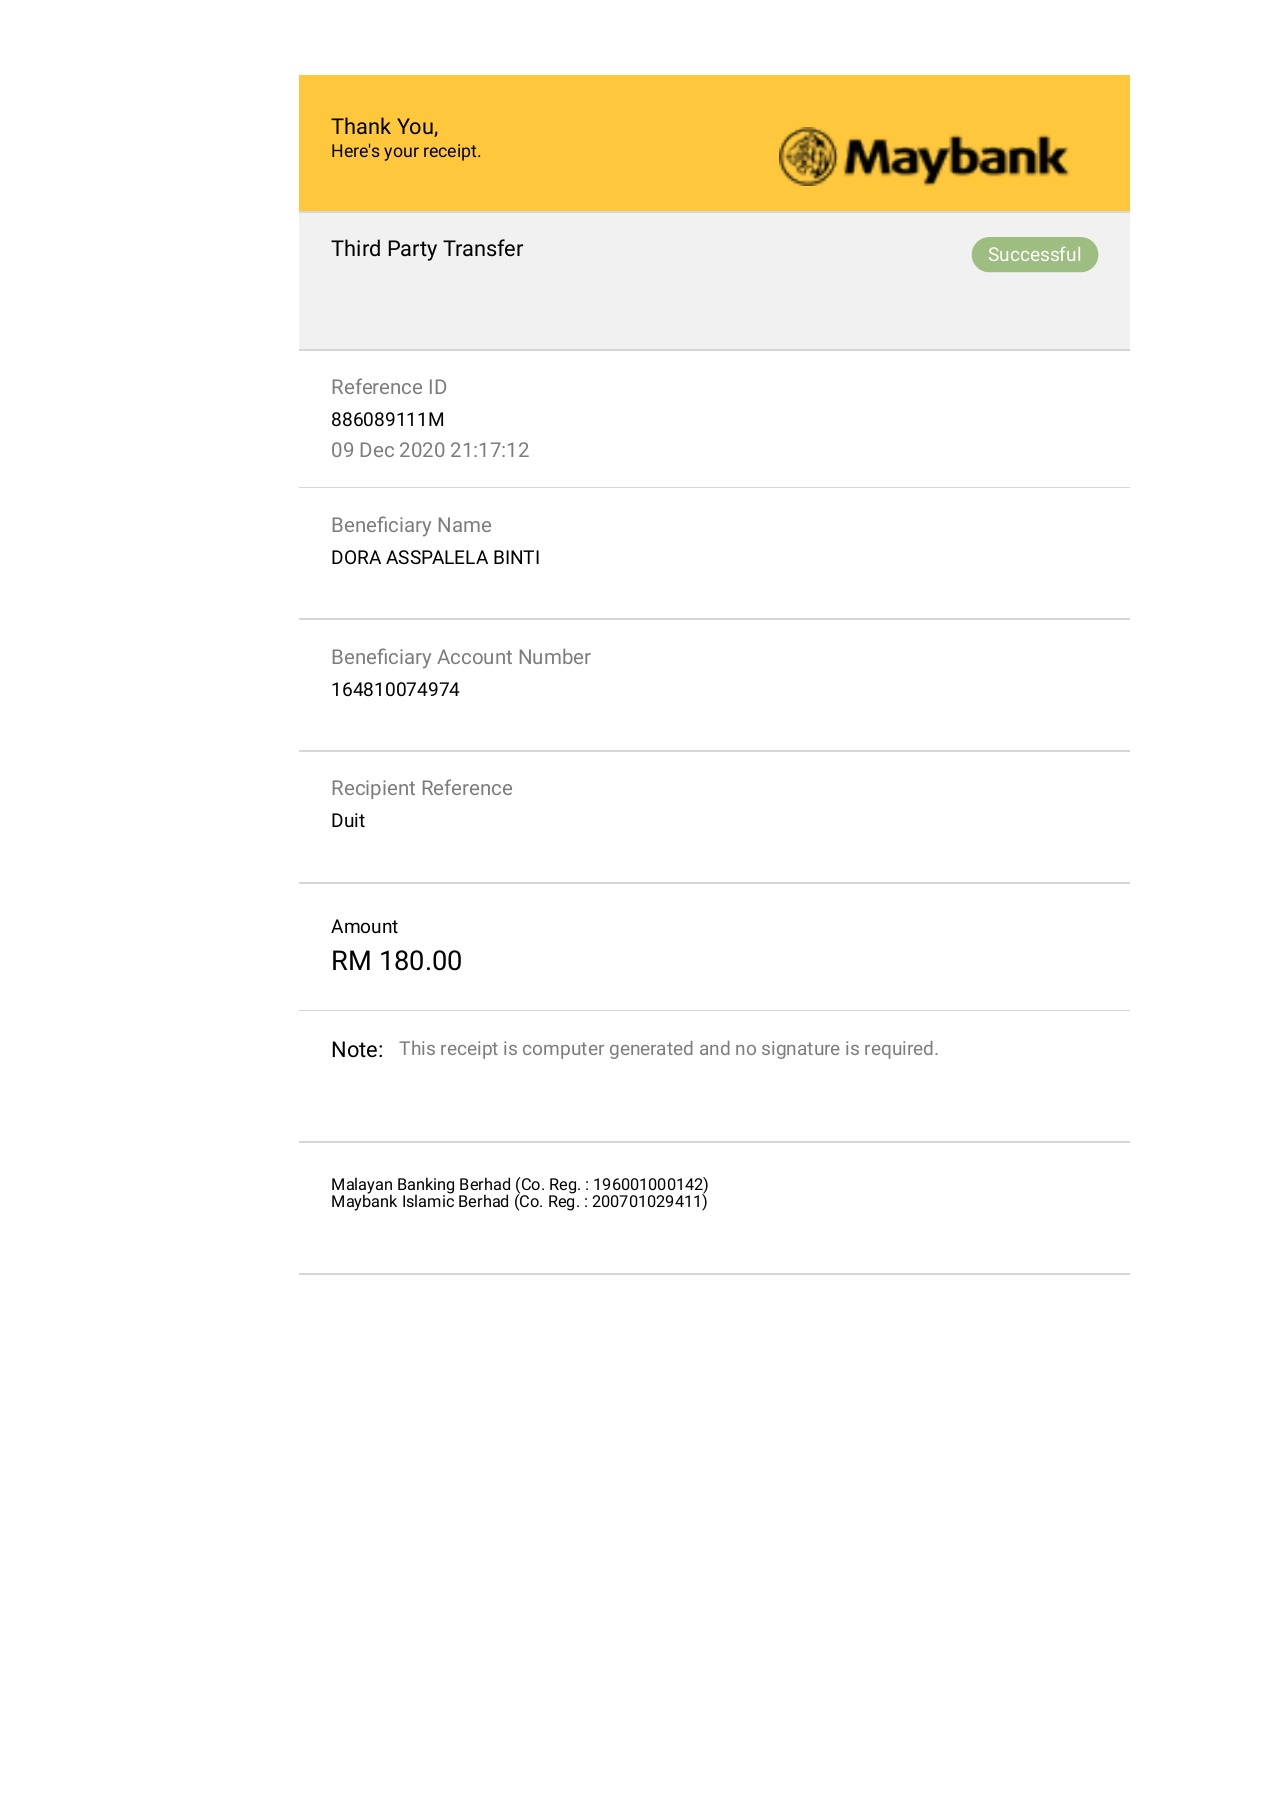 Thank You,
Here's your receipt.
Maybank
Third Party Transfer
Successful
Reference ID
886089111M
09 Dec 2020 21:17:12
Beneficiary Name
DORA ASSPALELA BINTI
Beneficiary Account Number
164810074974
Recipient Reference
Duit
Amount
RM 180.00
Note: This receipt is computer generated and no signature is required.
Malayan Banking Berhad (Co. Reg. : 196001000142)
Maybank Islamic Berhad (Co. Reg. : 200701029411)